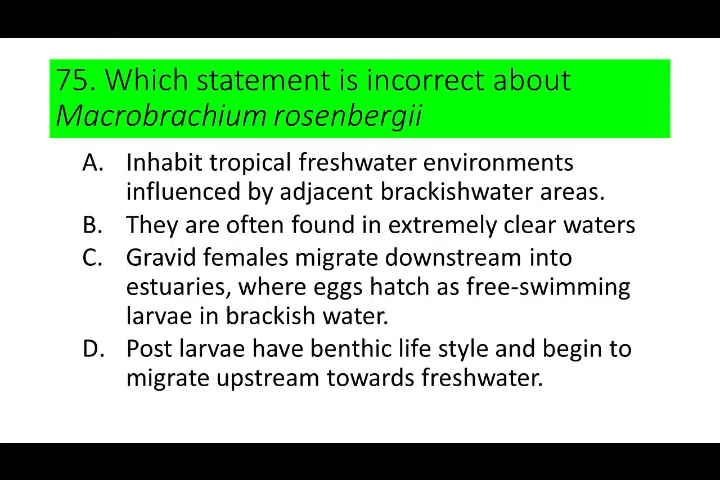 75. Which statement is incorrect about
Macrobrachium rosenbergii
A. Inhabit tropical freshwater environments
influenced by adjacent brackishwater areas.
B. They are often found in extremely clear waters
C. Gravid females migrate downstream into
estuaries, where eggs hatch as free-swimming
larvae in brackish water.
D. Post larvae have benthic life style and begin to
migrate upstream towards freshwater.